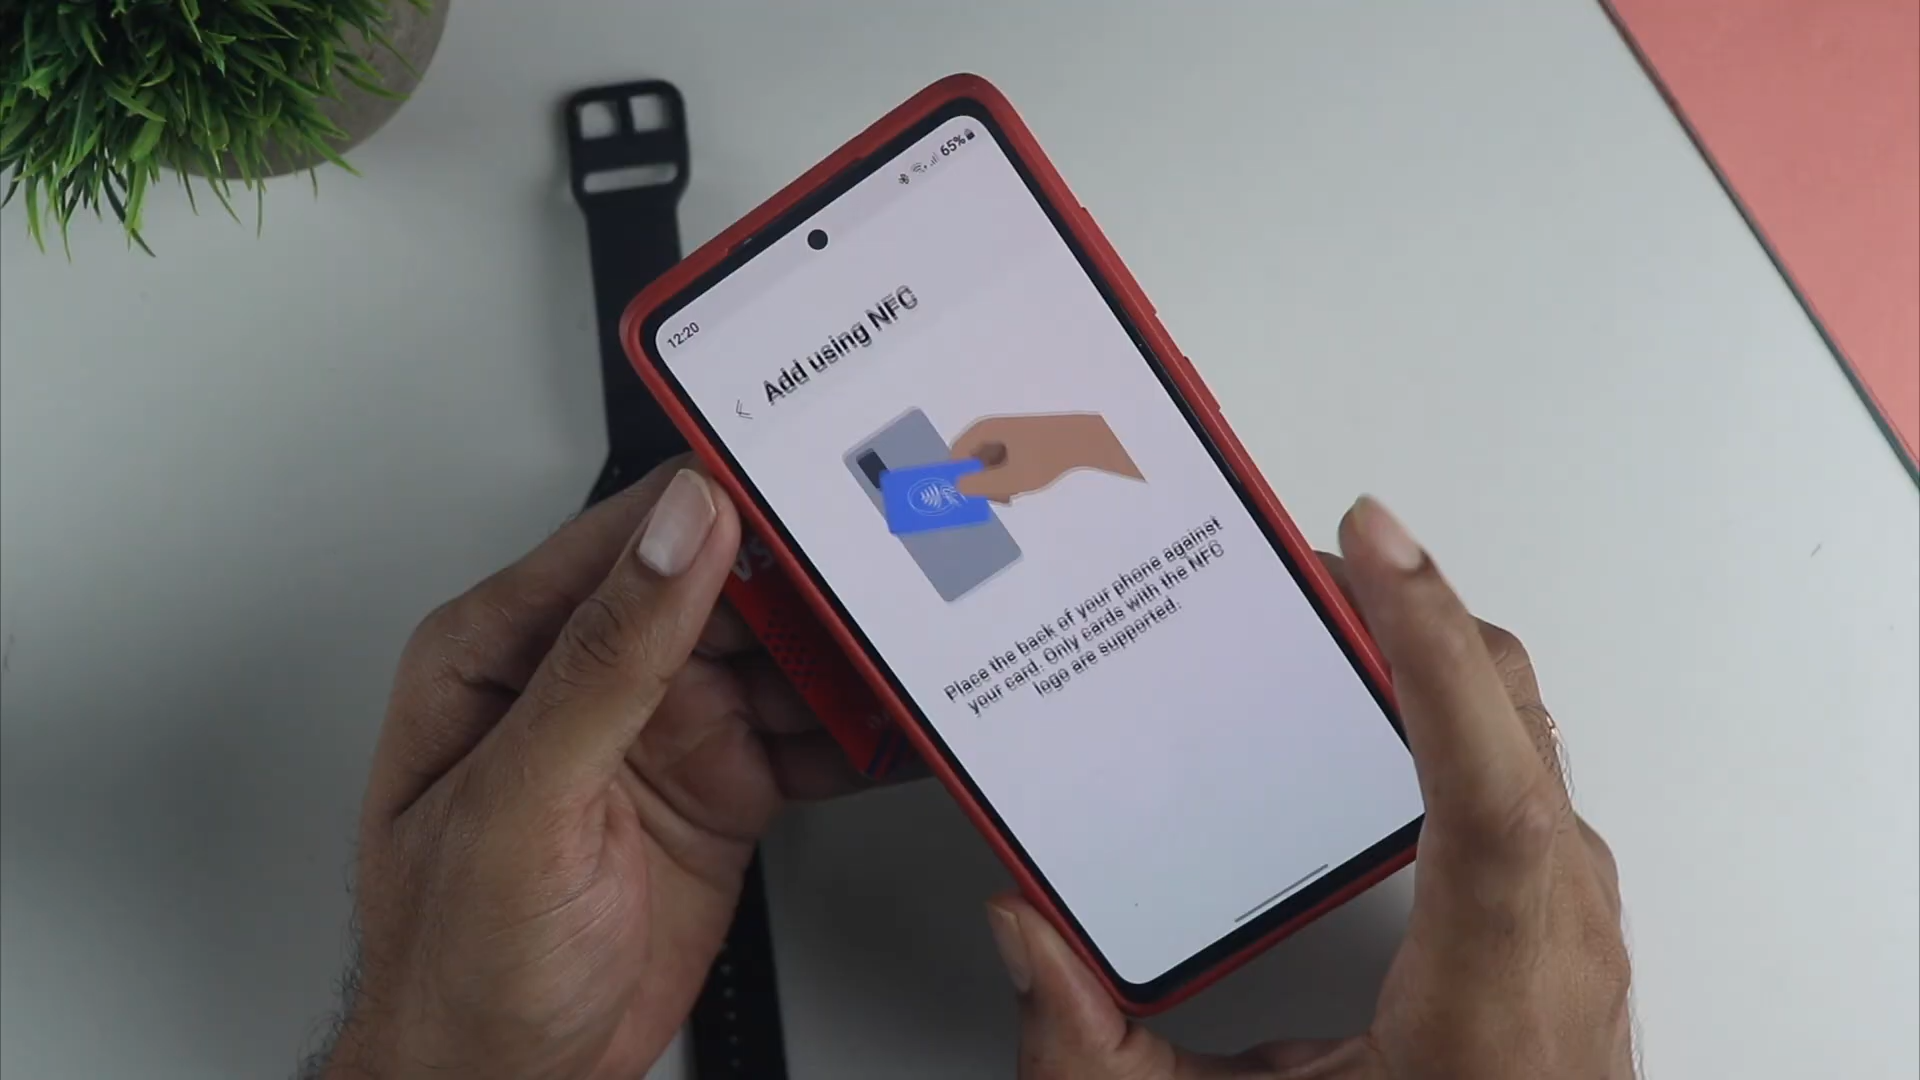 12:20
65%
Add using NFC
Place the back of your phone against
your card. Only cards with the NFC
logo are supported.
SA